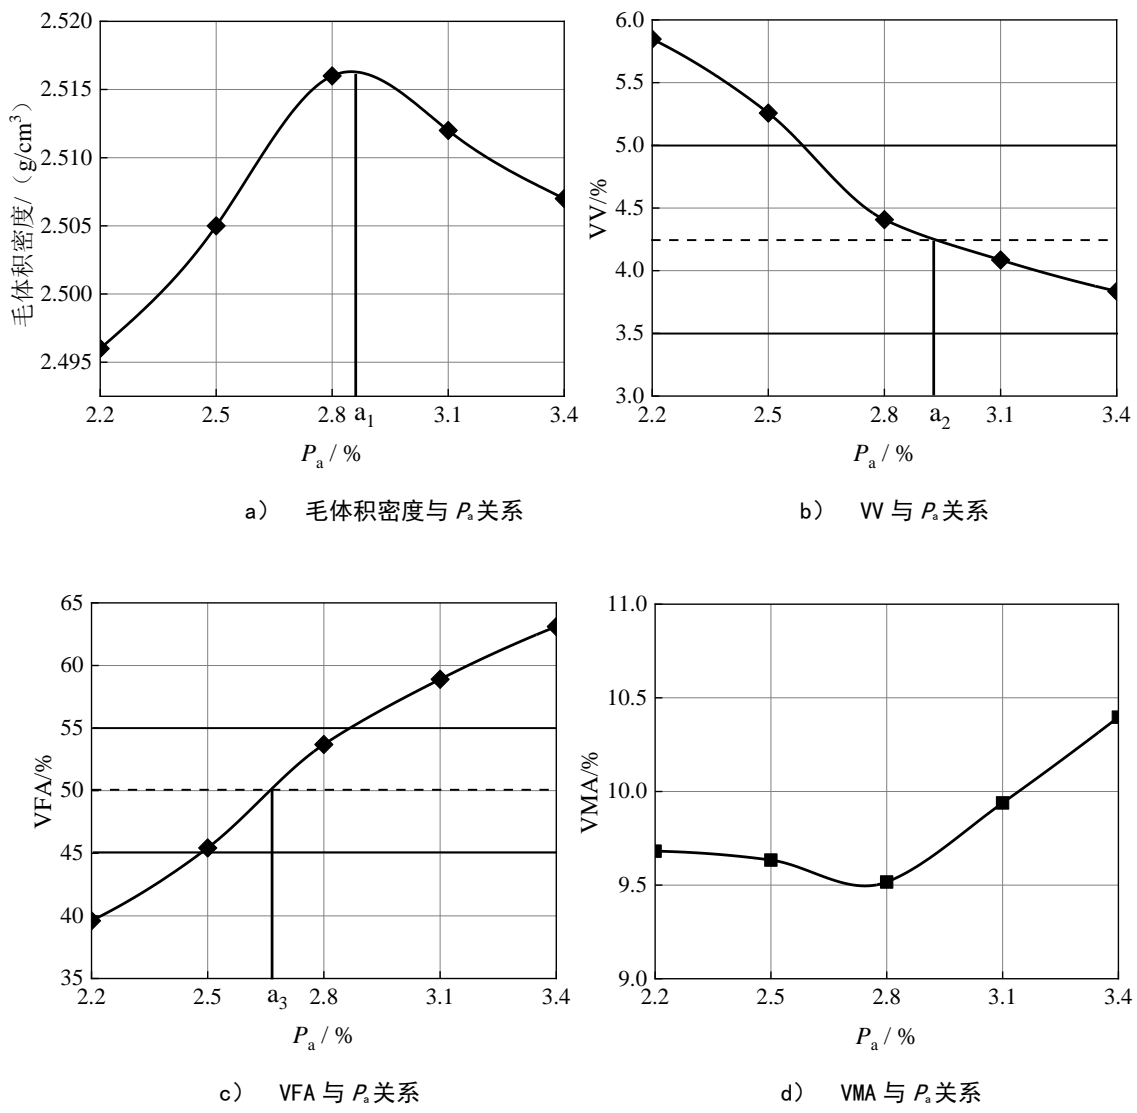 2.520
2.515
2.510
2.505
2.500
2.495
毛体积密度/（g/cm³）
2.2 2.5 2.8 a₁ 3.1 3.4
Pₐ / %
a） 毛体积密度与 Pₐ关系
6.0
5.5
5.0
4.5
4.0
3.5
3.0
VV/%
2.2 2.5 2.8 a₂ 3.1 3.4
Pₐ / %
b） VV 与 Pₐ关系
65
60
55
50
45
40
35
VFA/%
2.2 2.5 a₃ 2.8 3.1 3.4
Pₐ / %
c） VFA 与 Pₐ关系
11.0
10.5
10.0
9.5
9.0
VMA/%
2.2 2.5 2.8 3.1 3.4
Pₐ / %
d） VMA 与 Pₐ关系